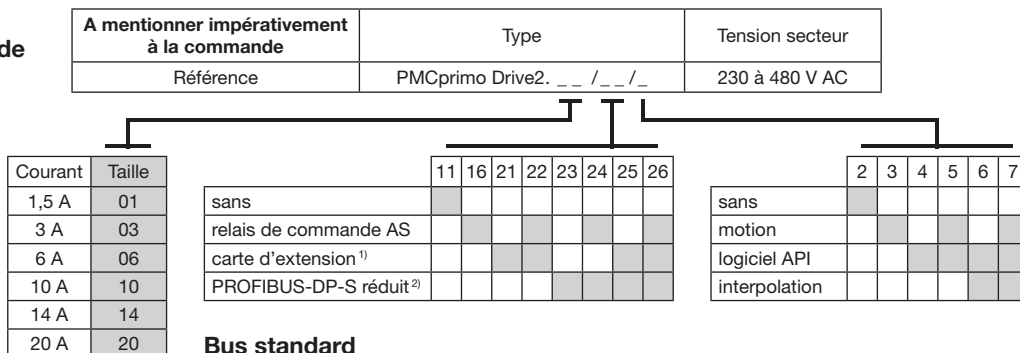 de
A mentionner impérativement à la commande | Type | Tension secteur
Référence | PMCprimo Drive2. _ _ /_ _ /_ | 230 à 480 V AC
Courant | Taille
1,5 A | 01
3 A | 03
6 A | 06
10 A | 10
14 A | 14
20 A | 20
11 | 16 | 21 | 22 | 23 | 24 | 25 | 26
sans
relais de commande AS
carte d'extension 1)
PROFIBUS-DP-S réduit 2)
2 | 3 | 4 | 5 | 6 | 7
sans
motion
logiciel API
interpolation
Bus standard